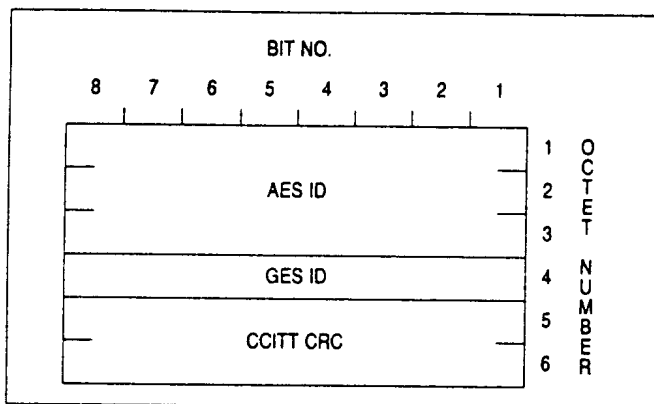 BIT NO.
8 7 6 5 4 3 2 1
AES ID
1
2
3
GES ID
4
CCITT CRC
5
6
OCTET NUMBER